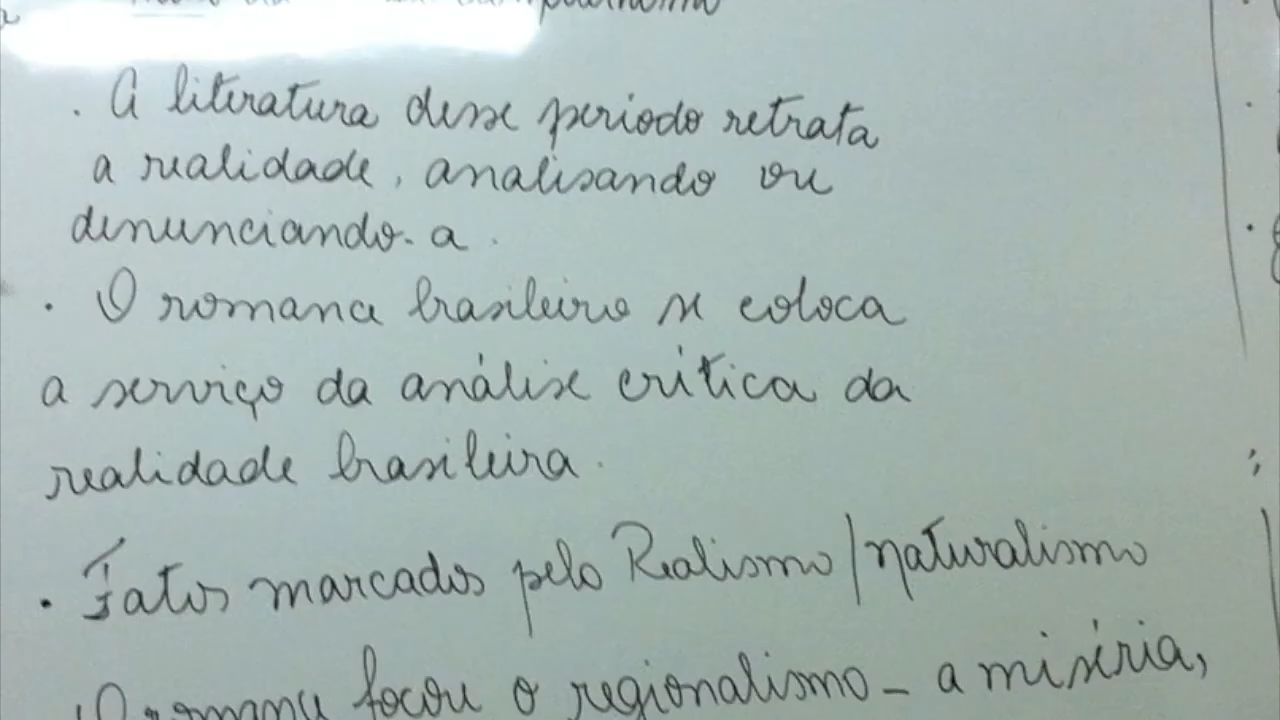 . A literatura desse periodo retrata
a realidade, analisando ou
denunciando-a.
. O romance brasileiro se coloca
a serviço da análise crítica da
realidade brasileira.
. Fatos marcados pelo Realismo/naturalismo
O romance focou o regionalismo - a miséria,